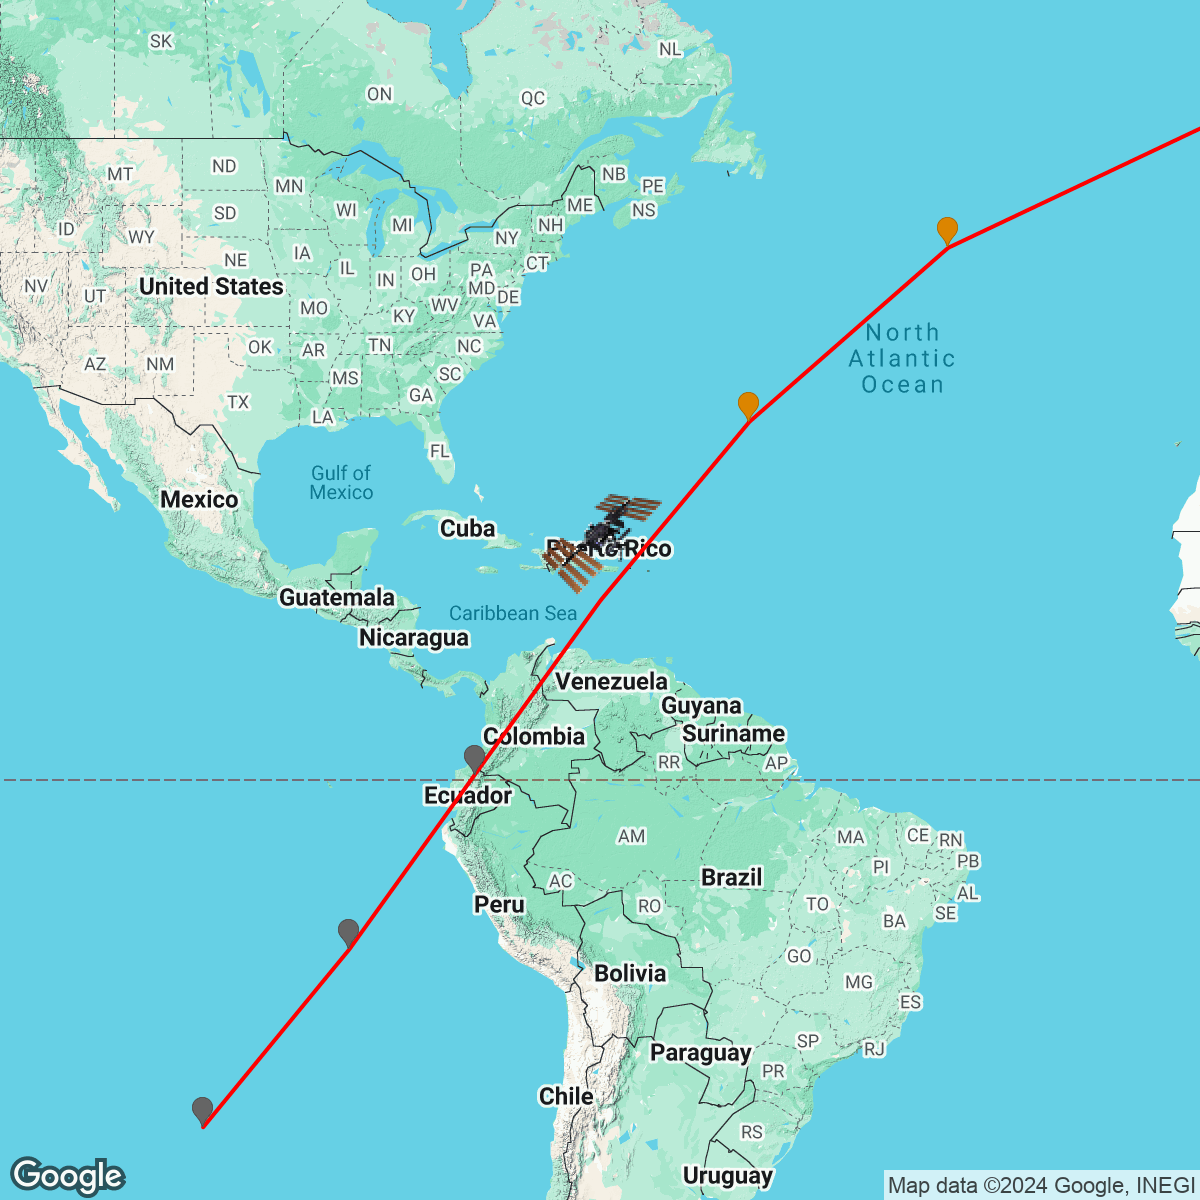 SK
NL
ON
QC
MT
ND
MN
NB
PE
ME
NS
SD
WI
MI
NH
ID
WY
NY
CT
NE
IA
IL
IN
OH
PA
MD
DE
NV
UT
United States
MO
KY
WV
VA
North
Atlantic
Ocean
OK
AR
TN
NC
AZ
NM
MS
SC
TX
LA
GA
FL
Gulf of
Mexico
Mexico
Cuba
Puerto Rico
Guatemala
Caribbean Sea
Nicaragua
Venezuela
Guyana
Suriname
Colombia
RR
AP
Ecuador
AM
MA
CE
RN
PB
PI
AC
Brazil
AL
Peru
RO
TO
BA
SE
GO
Bolivia
MG
ES
SP
RJ
Paraguay
PR
Chile
RS
Uruguay
Google
Map data ©2024 Google, INEGI